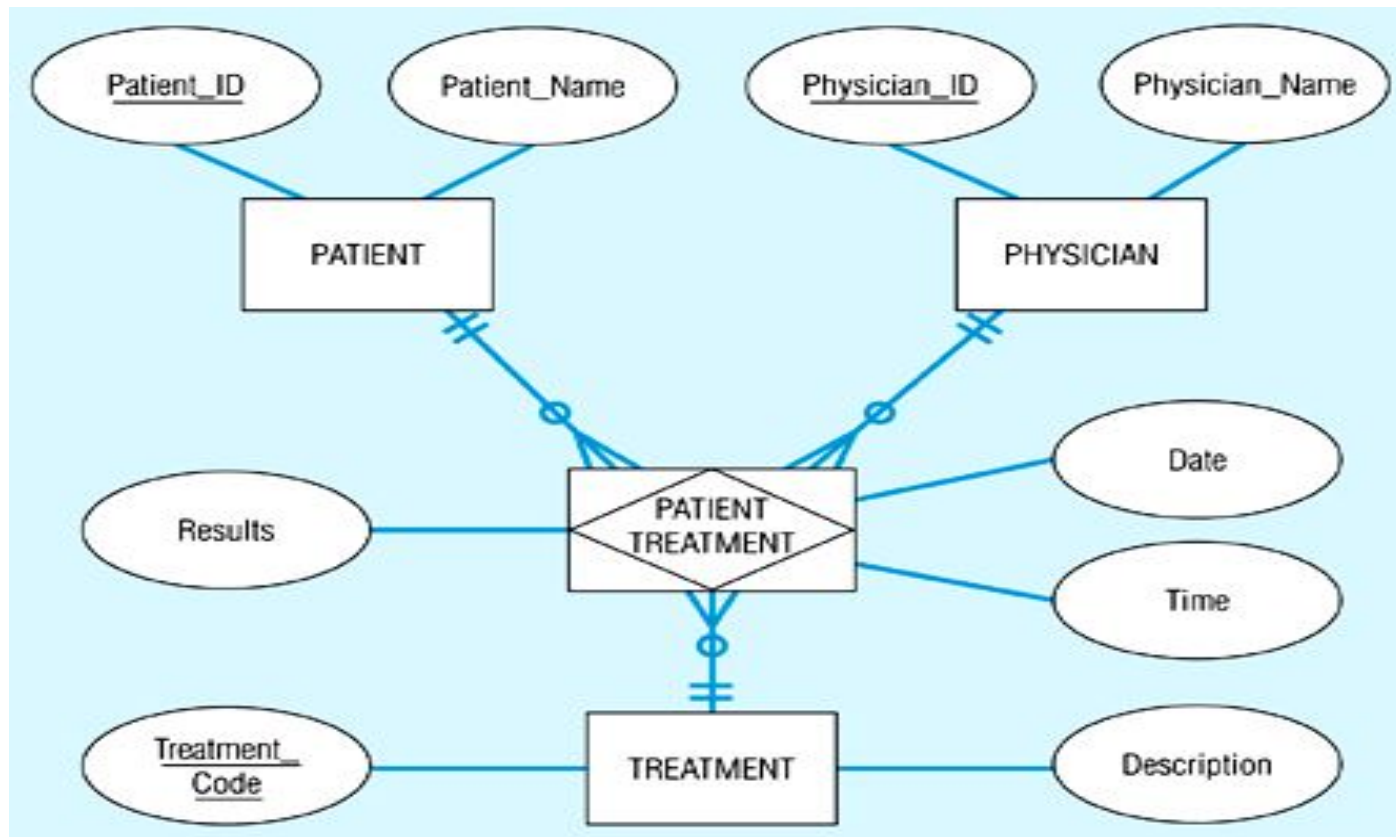 Patient_ID
Patient_Name
Physician_ID
Physician_Name
PATIENT
PHYSICIAN
Date
Results
PATIENT
TREATMENT
Time
Treatment_
Code
TREATMENT
Description